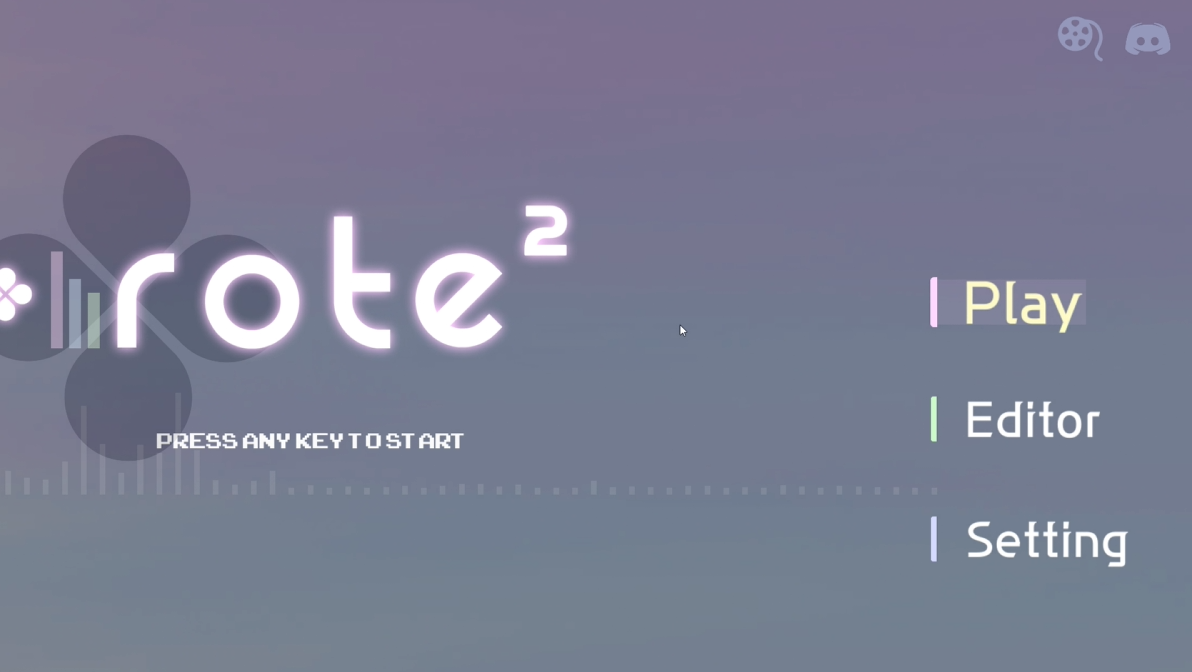 rote²
PRESS ANY KEY TO START
Play
Editor
Setting